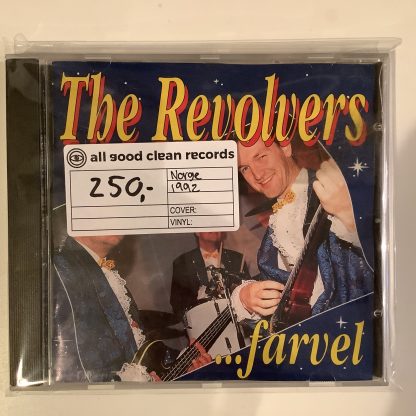 The Revolvers
all good clean records
250,-
Norge
1992
COVER:
VINYL:
...farvel